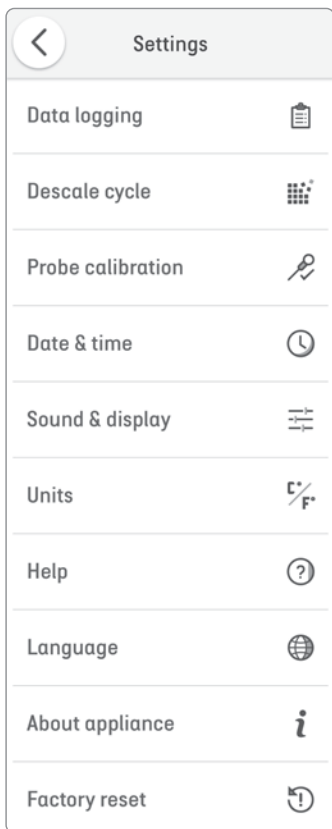 Settings
Data logging
Descale cycle
Probe calibration
Date & time
Sound & display
Units C°/F°
Help ?
Language
About appliance i
Factory reset !